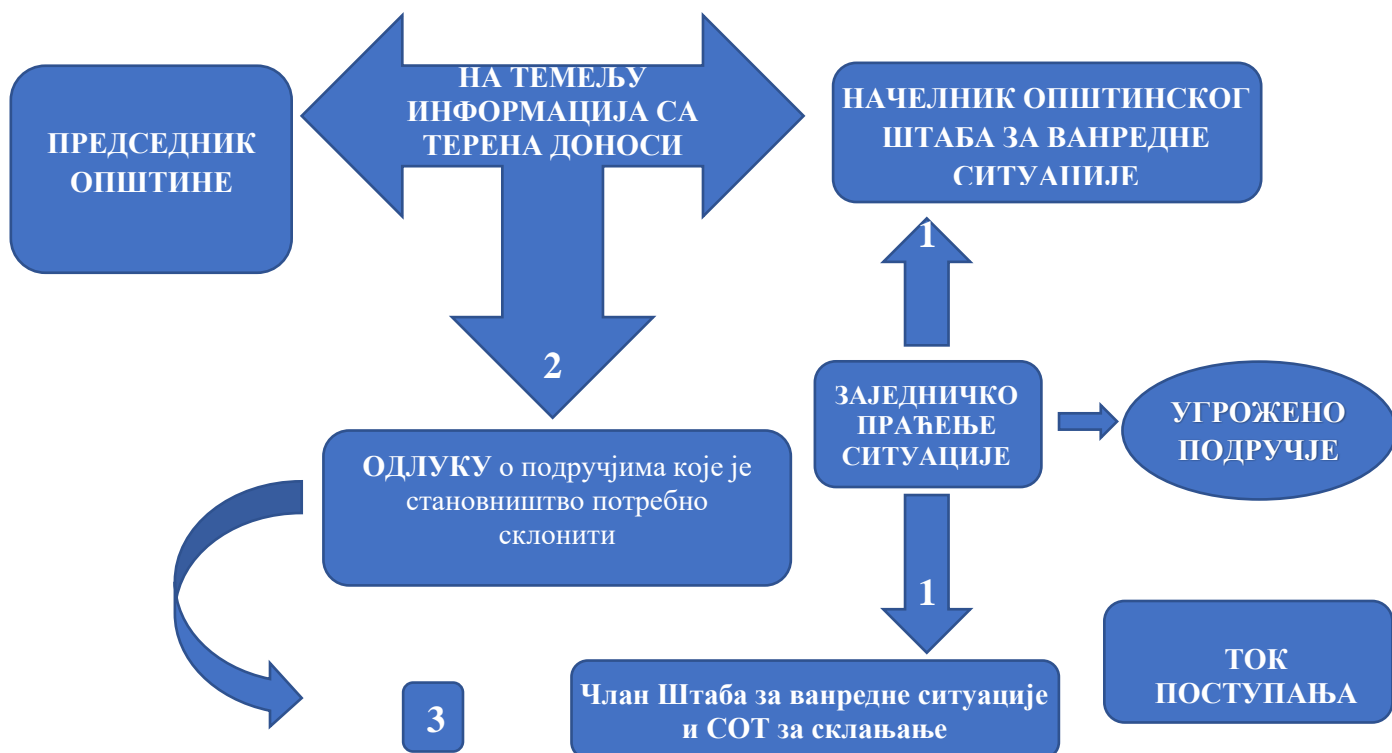 ПРЕДСЕДНИК
ОПШТИНЕ
НА ТЕМЕЉУ
ИНФОРМАЦИЈА СА
ТЕРЕНА ДОНОСИ
НАЧЕЛНИК ОПШТИНСКОГ
ШТАБА ЗА ВАНРЕДНЕ
СИТУАЦИЈЕ
1
2
ЗАЈЕДНИЧКО
ПРАЋЕЊЕ
СИТУАЦИЈЕ
УГРОЖЕНО
ПОДРУЧЈЕ
ОДЛУКУ о подручјима које је
становништво потребно
склонити
1
3
Члан Штаба за ванредне ситуације
и СОТ за склањање
ТОК
ПОСТУПАЊА